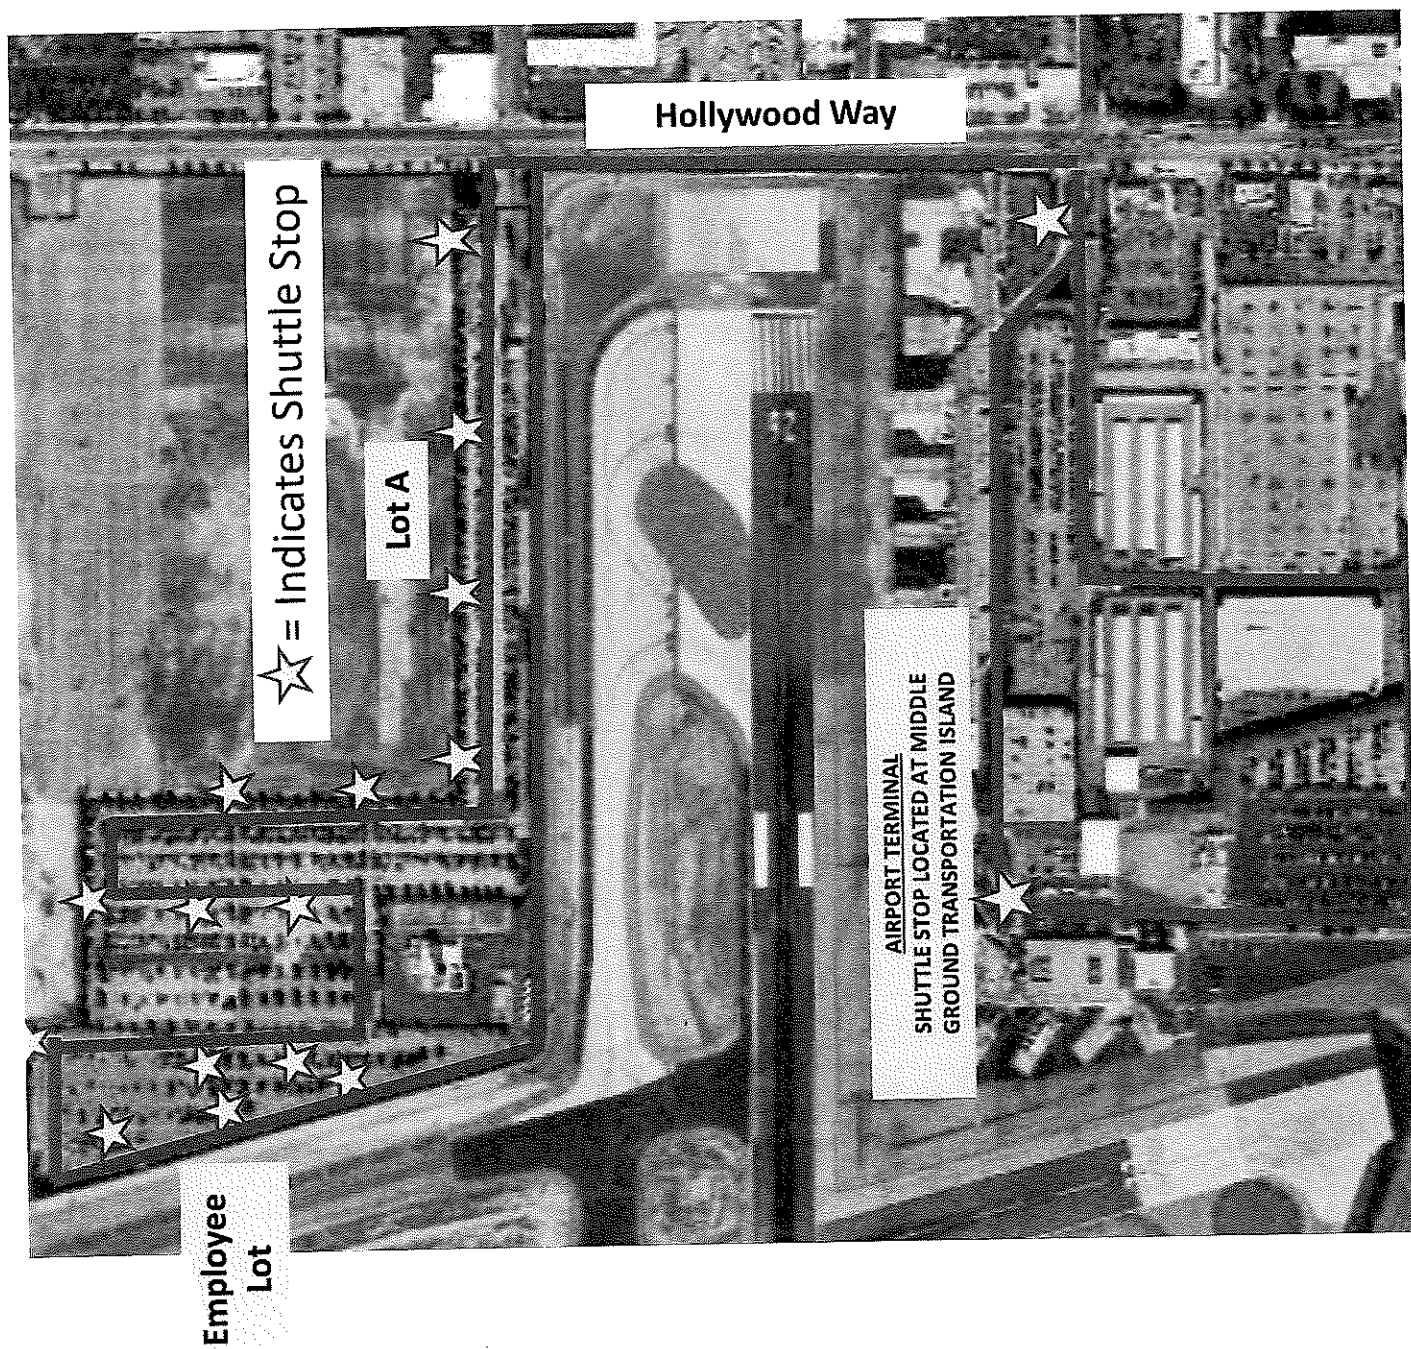 Hollywood Way
☆ = Indicates Shuttle Stop
Lot A
AIRPORT TERMINAL
SHUTTLE STOP LOCATED AT MIDDLE
GROUND TRANSPORTATION ISLAND
Employee
Lot